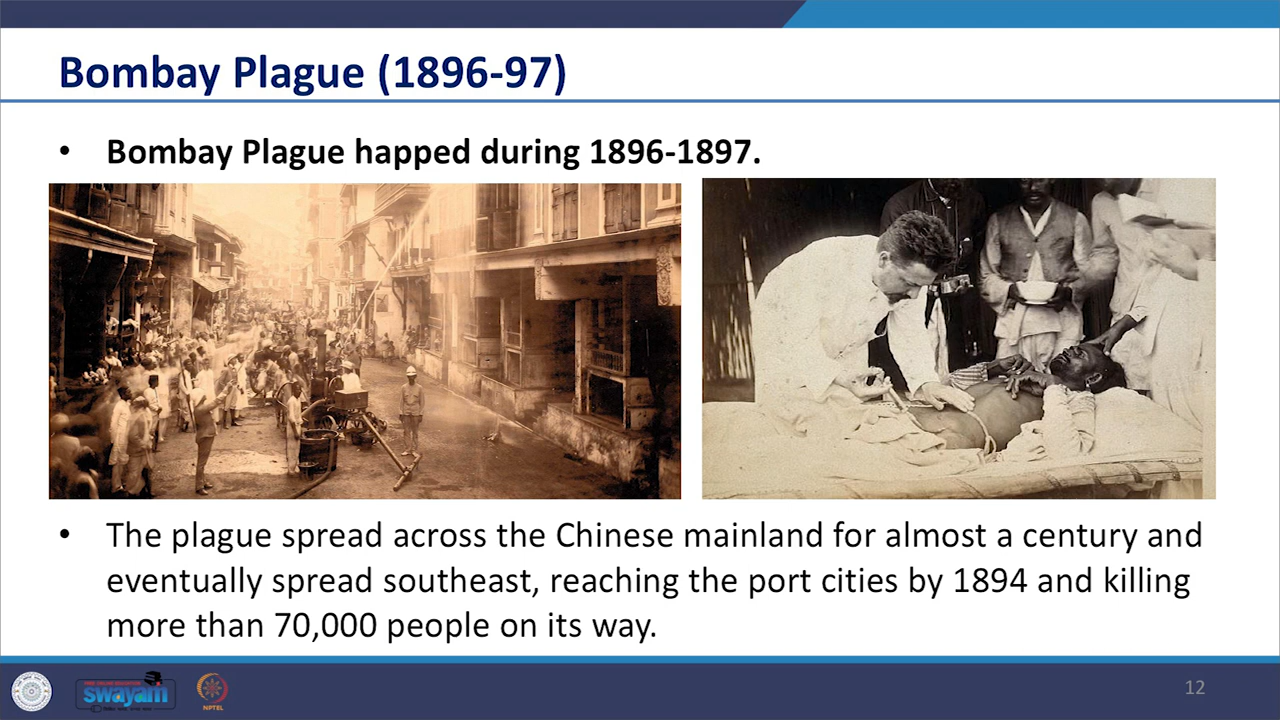 Bombay Plague (1896-97)
• Bombay Plague happed during 1896-1897.
• The plague spread across the Chinese mainland for almost a century and
eventually spread southeast, reaching the port cities by 1894 and killing
more than 70,000 people on its way.
swayam
NPTEL
12